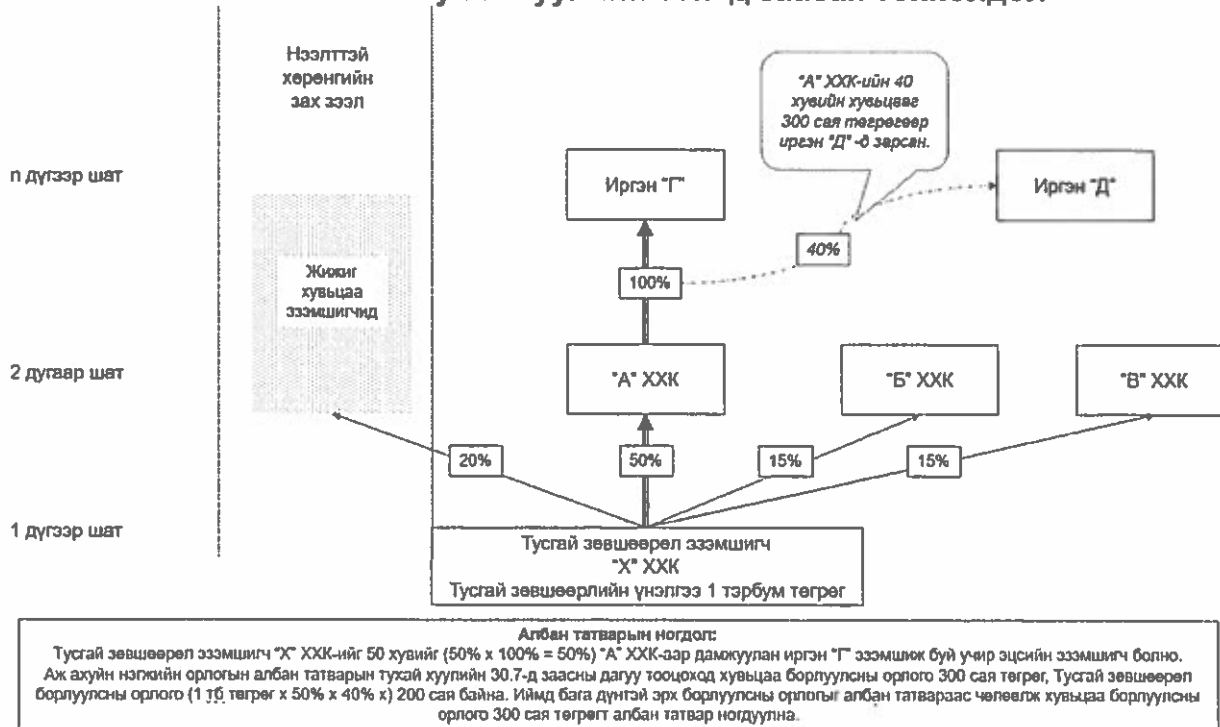 Нээлттэй
хөрөнгийн
зах зээл
"А" ХХК-ийн 40
хувийн хувьцааг
300 сая төгрөгөөр
иргэн "Д" -д зарсан.
n дүгээр шат
Иргэн "Г"
Иргэн "Д"
40%
Жижиг
хувьцаа
эзэмшигчид
100%
2 дугаар шат
"А" ХХК
"Б" ХХК
"В" ХХК
20%
50%
15%
15%
1 дүгээр шат
Тусгай зөвшөөрөл эзэмшигч
"Х" ХХК
Тусгай зөвшөөрлийн үнэлгээ 1 тэрбум төгрөг
Албан татварын ногдол:
Тусгай зөвшөөрөл эзэмшигч "Х" ХХК-ийг 50 хувийг (50% x 100% = 50%) "А" ХХК-аар дамжуулан иргэн "Г" эзэмшиж буй учир эцсийн эзэмшигч болно.
Аж ахуйн нэгжийн орлогын албан татварын тухай хуулийн 30.7-д заасны дагуу тооцоход хувьцаа борлуулсны орлого 300 сая төгрөг, Тусгай зөвшөөрөл
борлуулсны орлого (1 тб төгрөг x 50% x 40% x) 200 сая байна. Иймд бага дүнтэй эрх борлуулсны орлогыг албан татвараас чөлөөлж хувьцаа борлуулсны
орлого 300 сая төгрөгт албан татвар ногдуулна.